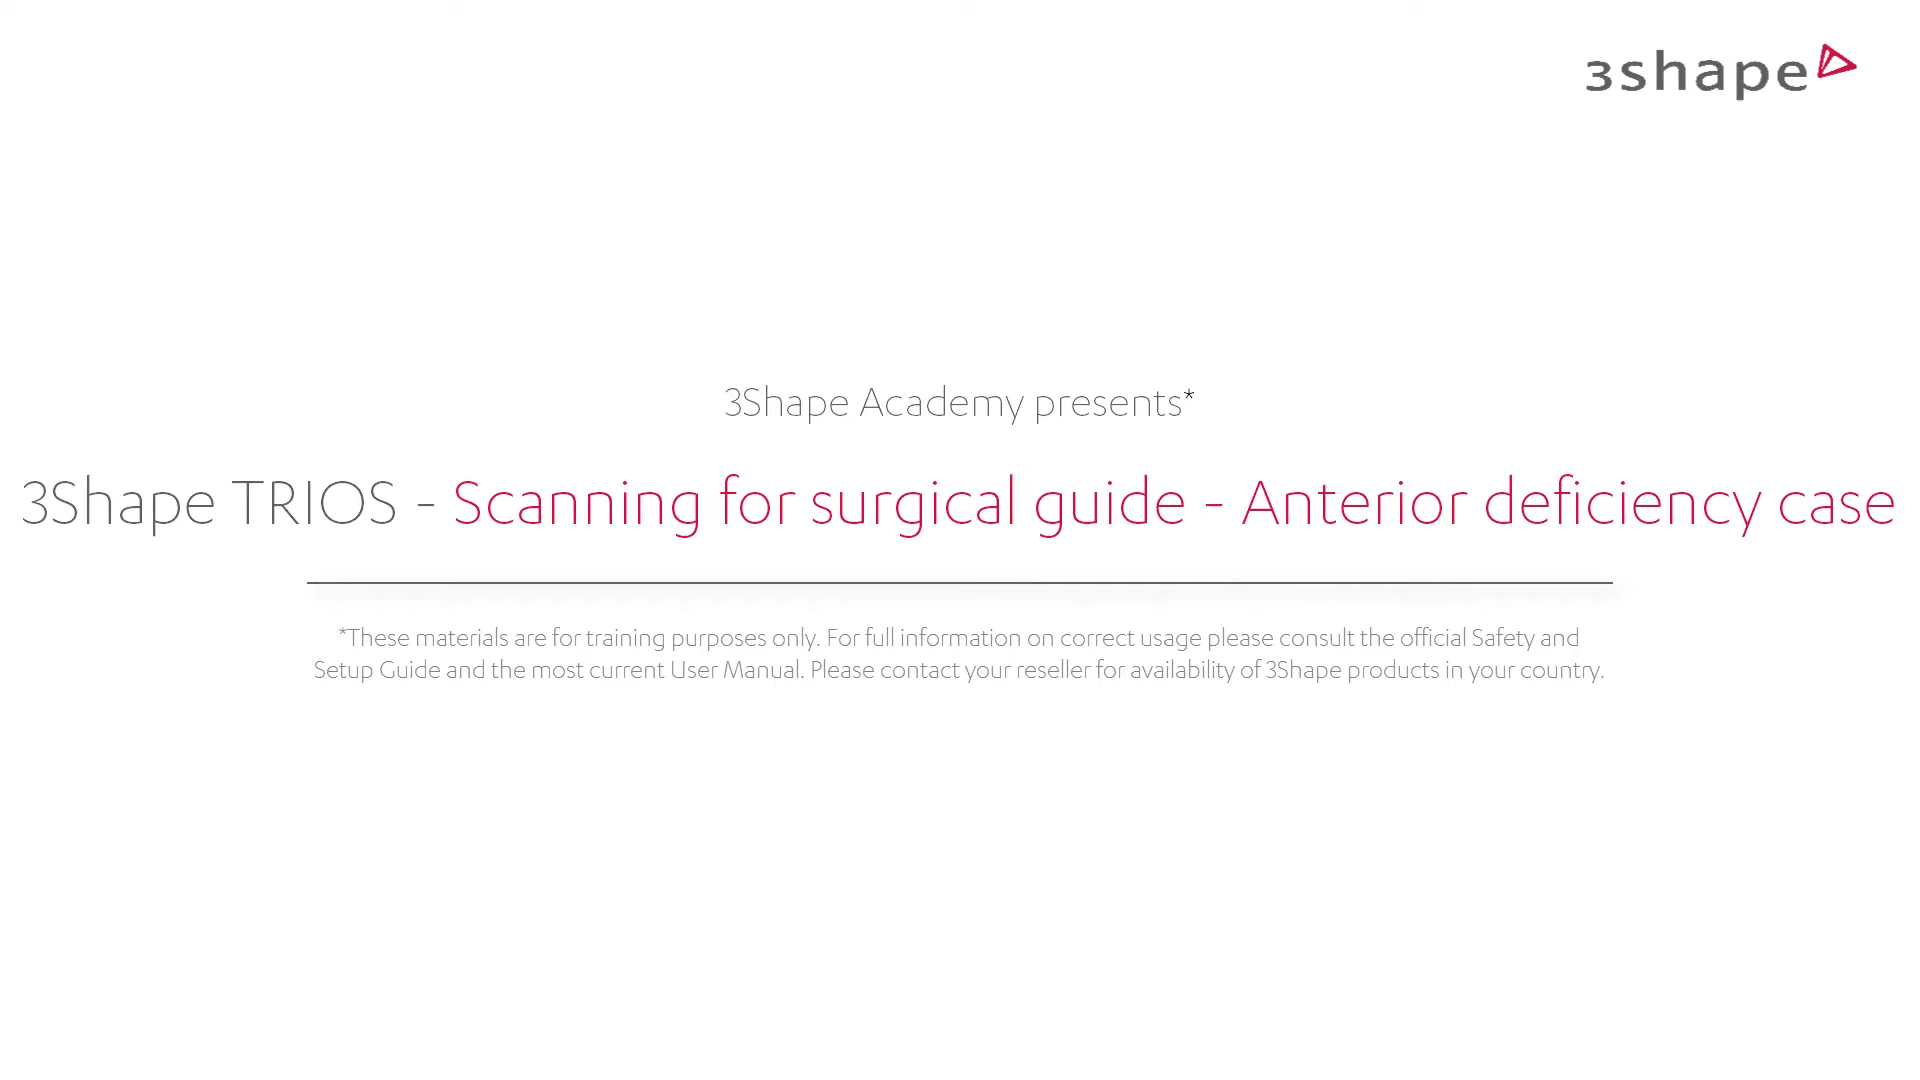 3shape
3Shape Academy presents*
3Shape TRIOS - Scanning for surgical guide - Anterior deficiency case
*These materials are for training purposes only. For full information on correct usage please consult the official Safety and
Setup Guide and the most current User Manual. Please contact your reseller for availability of 3Shape products in your country.